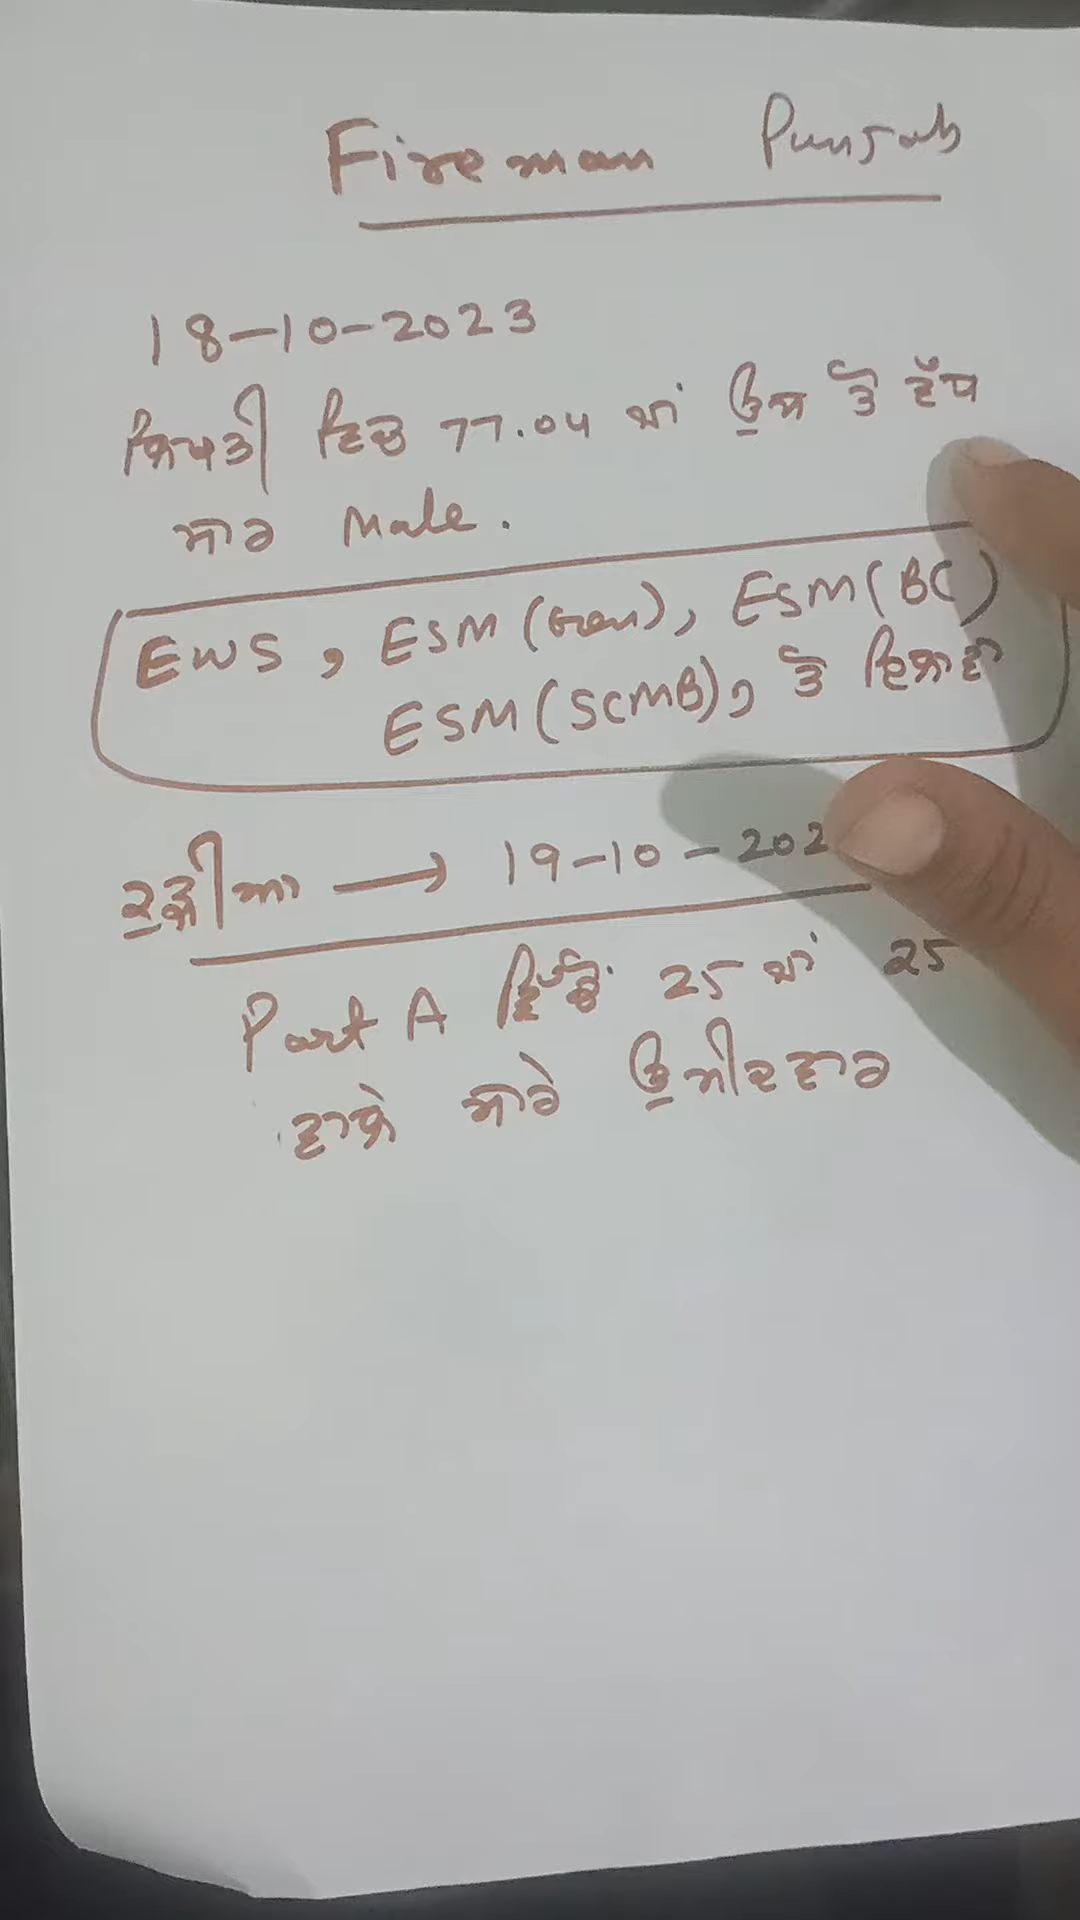 Fireman Punjab
18-10-2023
ਲਿਖਤੀ ਵਿਚ 77.04 ਜਾਂ ਉਸ ਤੋਂ ਵੱਧ
ਸਾਰੇ Male.
EWS, ESM (Gen), ESM (BC)
ESM (SCMB), ਤੋਂ ਇਲਾਵਾ
ਕੁੜੀਆ → 19-10-202
Part A ਵਿੱਚੋਂ 25 ਜਾਂ 25
ਵਾਲੇ ਸਾਰੇ ਉਮੀਦਵਾਰ